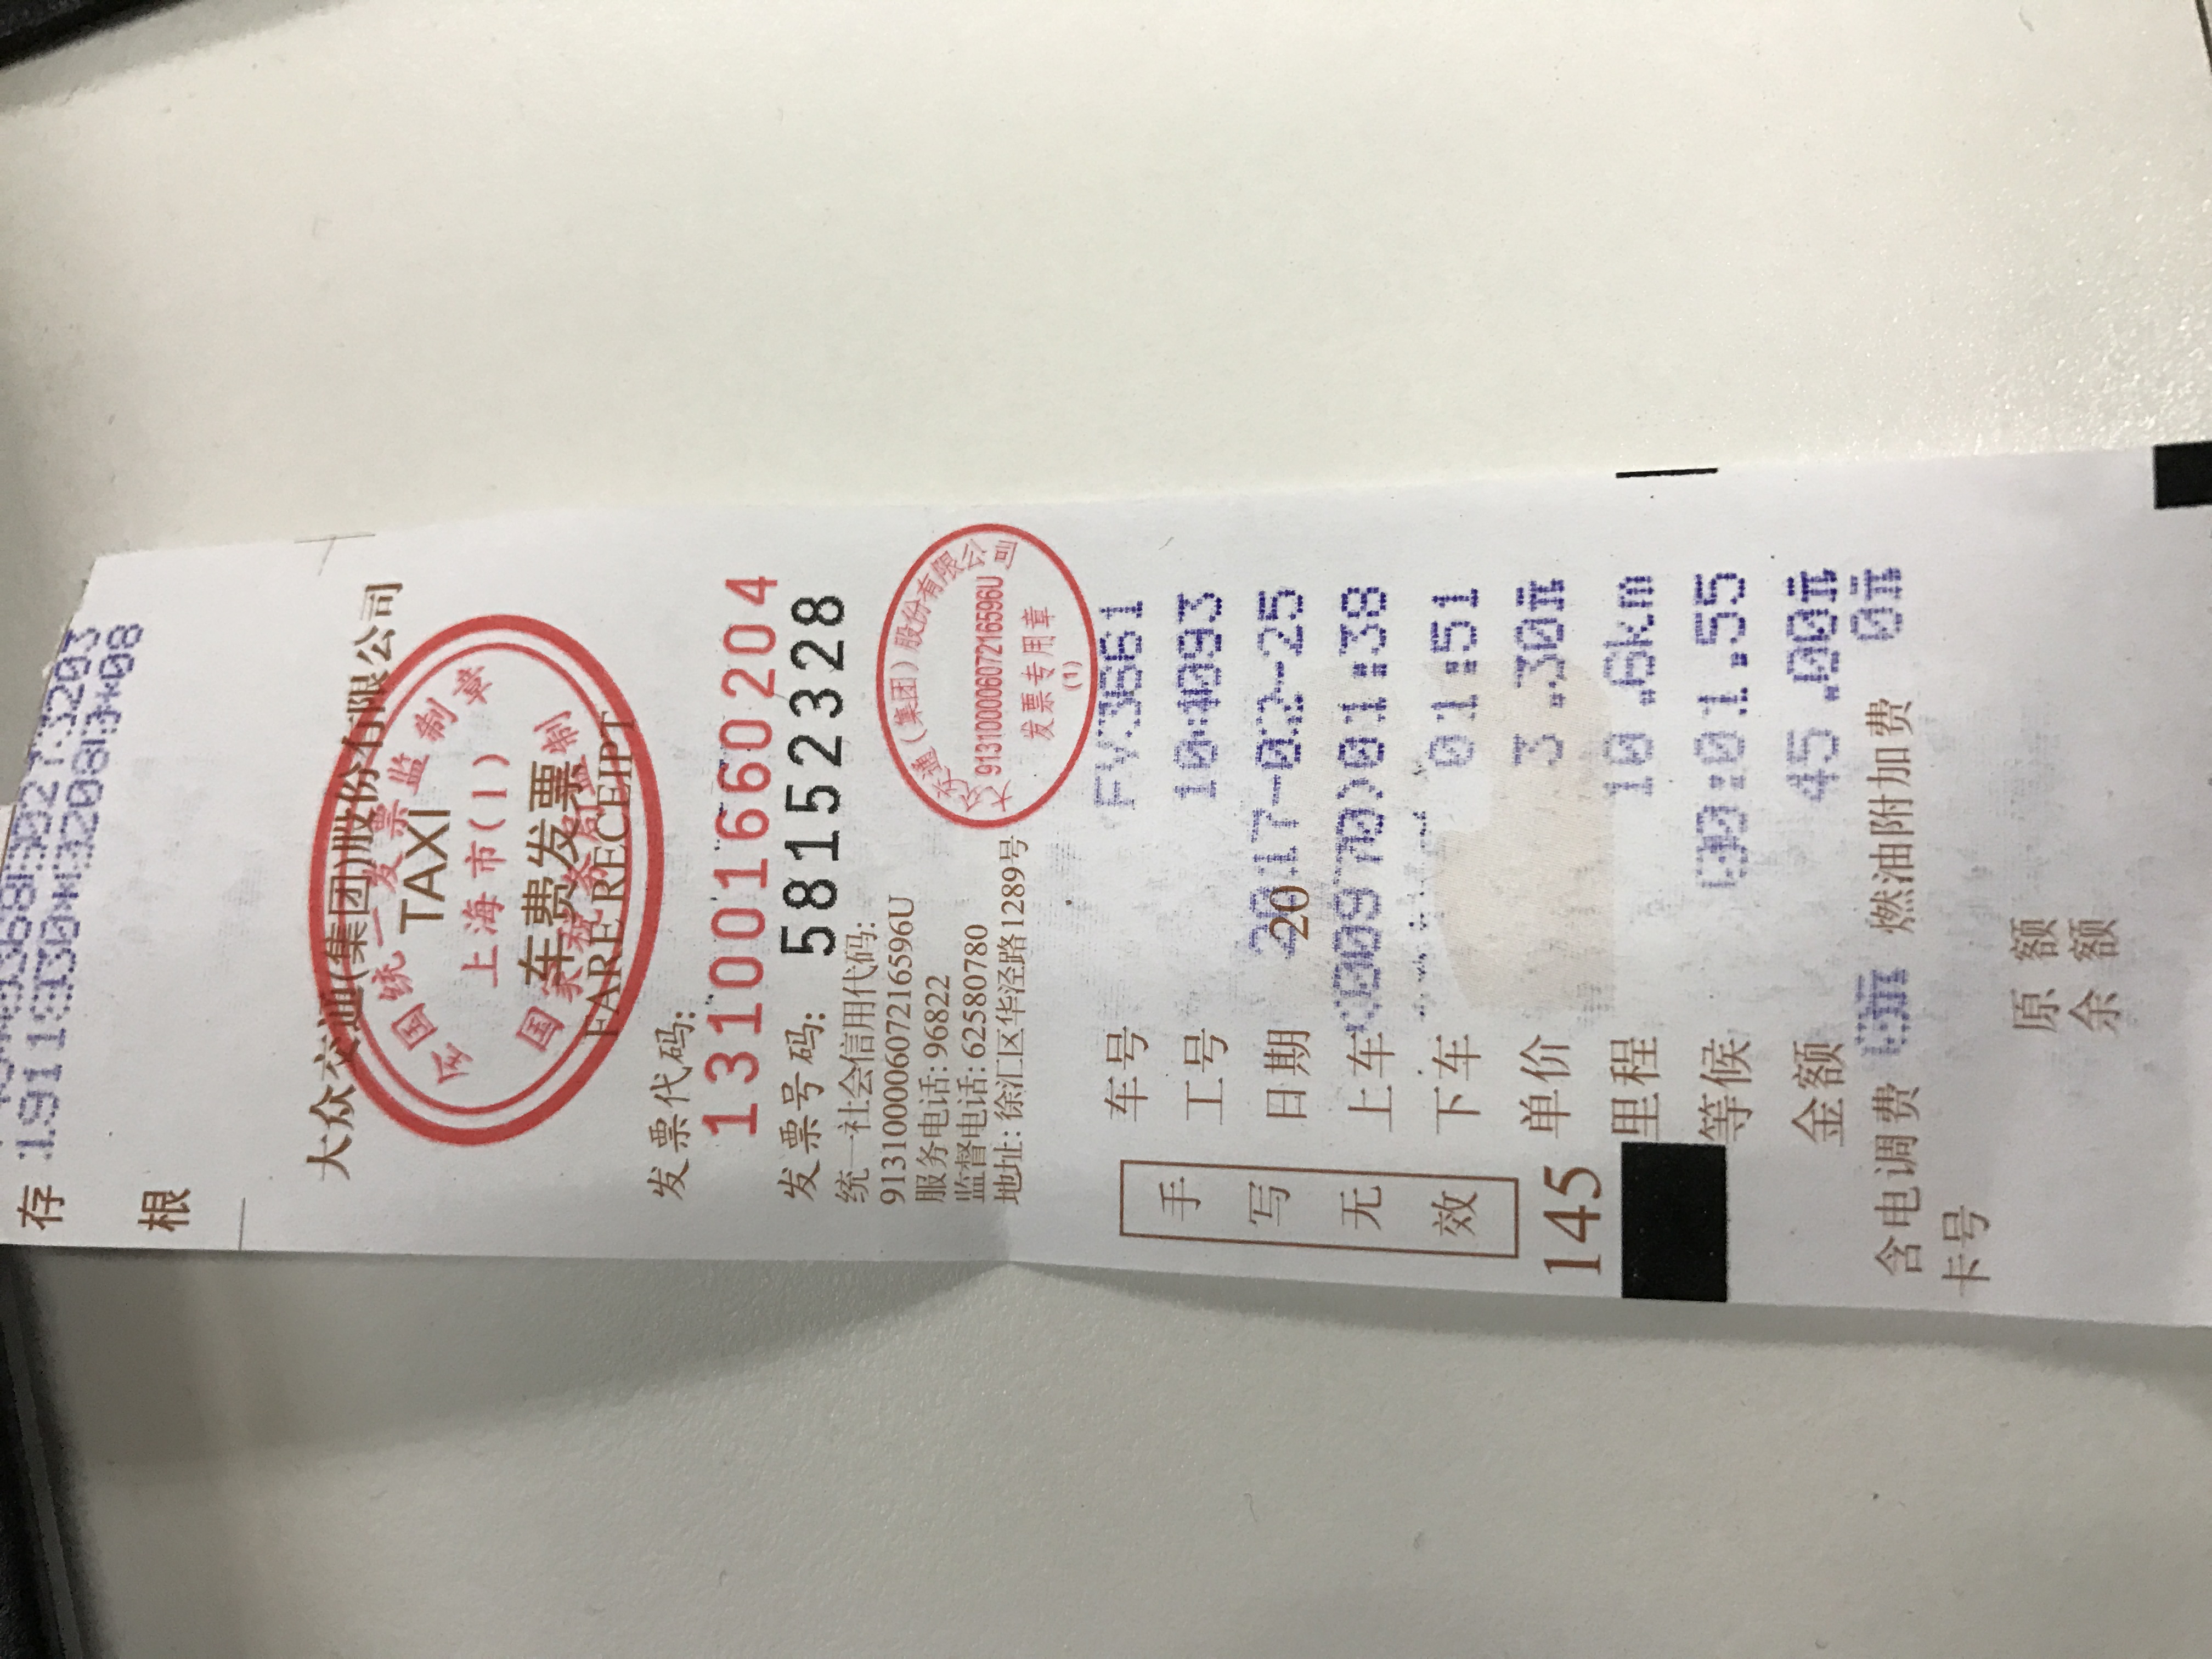 存
根
1911930*
大众交通(集团)股份有限公司
全国统一发票监制章
TAXI
上海市(1)
车费发票
国家税务局监制
FARE RECEIPT
发票代码:
131001660204
发票号码: 58152328
统一社会信用代码:
91310000607216596U
服务电话: 96822
监督电话: 62580780
地址: 徐汇区华泾路1289号
大众交通(集团)股份有限公司
91310000607216596U
发票专用章
(1)
手写无效
145
车号 FV3661
工号
日期 20 2017-02-25
上车 (00970)01:38
下车 01:51
单价 3.30元
里程 10.6km
等候 00:01.55
金额 45.00元
含电调费 0元 燃油附加费 0元
卡号
原额
余额